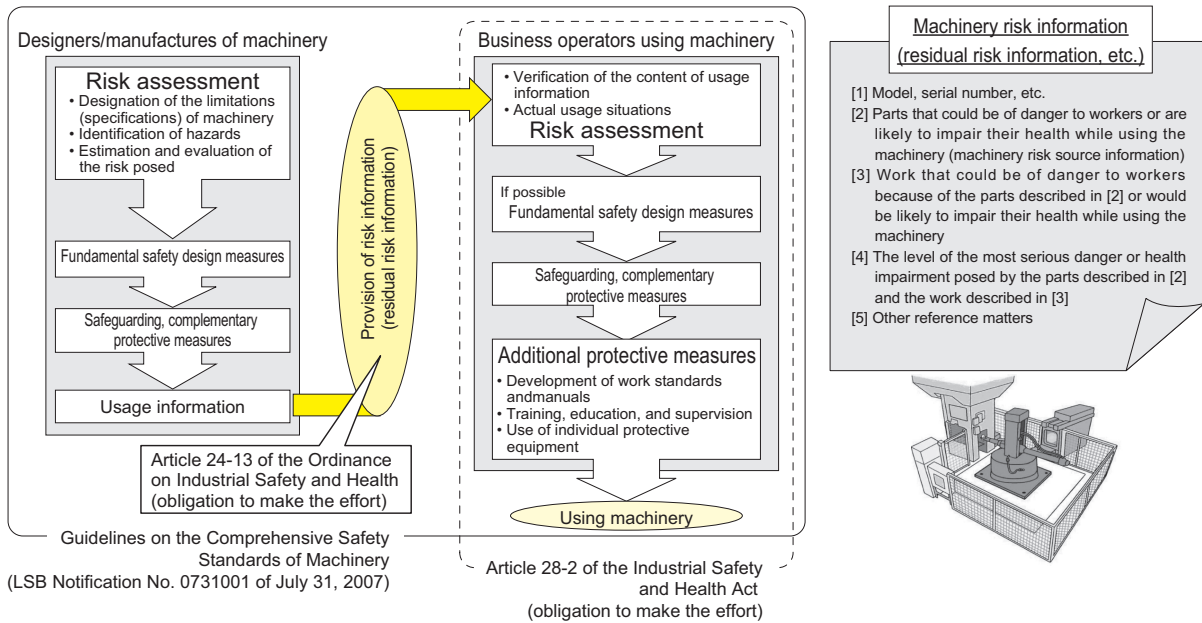 Designers/manufactures of machinery
Risk assessment
• Designation of the limitations
(specifications) of machinery
• Identification of hazards
• Estimation and evaluation of
the risk posed
Fundamental safety design measures
Safeguarding, complementary
protective measures
Usage information
Provision of risk information
(residual risk information)
Article 24-13 of the Ordinance
on Industrial Safety and Health
(obligation to make the effort)
Guidelines on the Comprehensive Safety
Standards of Machinery
(LSB Notification No. 0731001 of July 31, 2007)
Business operators using machinery
• Verification of the content of usage
information
• Actual usage situations
Risk assessment
If possible
Fundamental safety design measures
Safeguarding, complementary
protective measures
Additional protective measures
• Development of work standards
andmanuals
• Training, education, and supervision
• Use of individual protective
equipment
Using machinery
Article 28-2 of the Industrial Safety
and Health Act
(obligation to make the effort)
Machinery risk information
(residual risk information, etc.)
[1] Model, serial number, etc.
[2] Parts that could be of danger to workers or are
likely to impair their health while using the
machinery (machinery risk source information)
[3] Work that could be of danger to workers
because of the parts described in [2] or would
be likely to impair their health while using the
machinery
[4] The level of the most serious danger or health
impairment posed by the parts described in [2]
and the work described in [3]
[5] Other reference matters